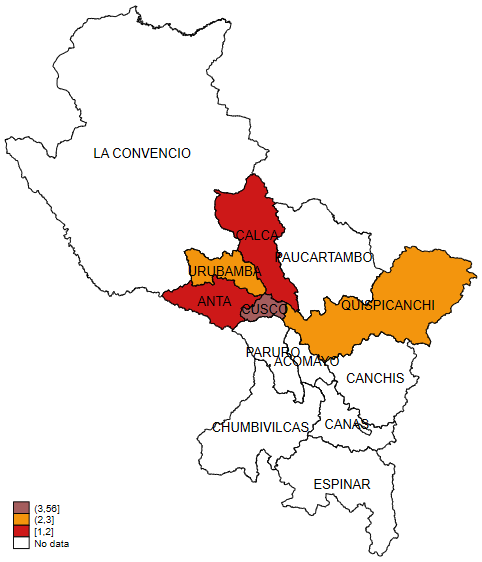 LA CONVENCIO
CALCA
PAUCARTAMBO
URUBAMBA
ANTA
CUSCO
QUISPICANCHI
PARURO
ACOMAYO
CANCHIS
CHUMBIVILCAS
CANAS
ESPINAR
(3,56]
(2,3]
[1,2]
No data